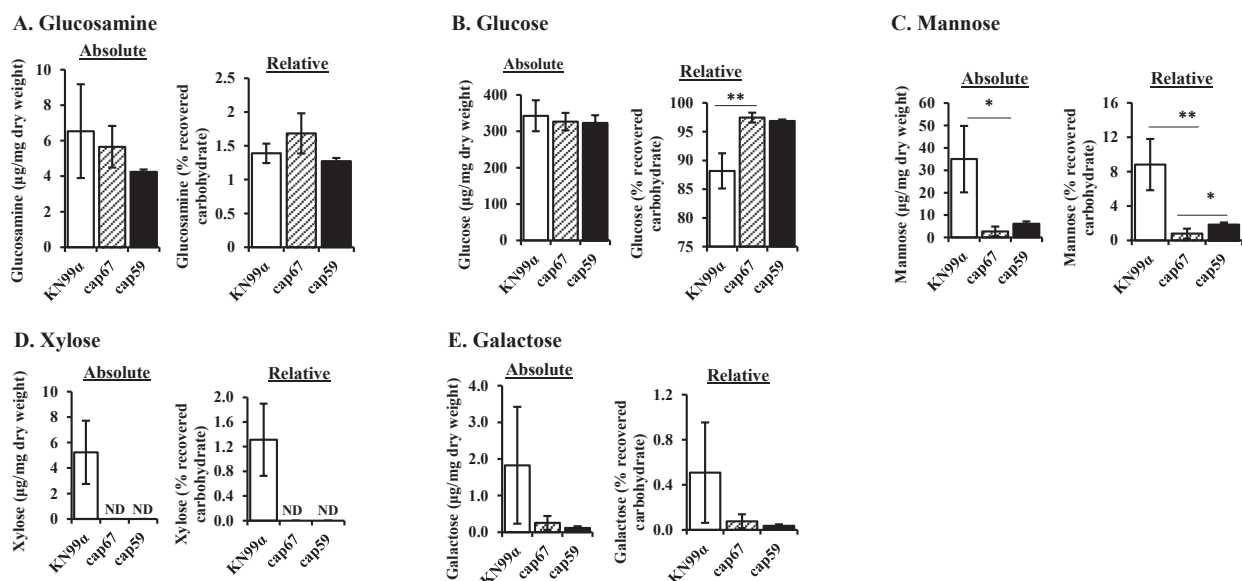 A. Glucosamine
Absolute
Glucosamine (µg/mg dry weight)
10
8
6
4
2
0
KN99α
cap67
cap59
Relative
Glucosamine (% recovered
carbohydrate)
2.5
2
1.5
1
0.5
0
KN99α
cap67
cap59
B. Glucose
Absolute
Glucose (µg/mg dry weight)
400
300
200
100
0
KN99α
cap67
cap59
Relative
Glucose (% recovered
carbohydrate)
100
95
90
85
80
75
**
KN99α
cap67
cap59
C. Mannose
Absolute
Mannose (µg/mg dry weight)
60
50
40
30
20
10
0
*
KN99α
cap67
cap59
Relative
Mannose (% recovered
carbohydrate)
16
12
8
4
0
**
*
KN99α
cap67
cap59
D. Xylose
Absolute
Xylose (µg/mg dry weight)
10
8
6
4
2
0
ND ND
KN99α
cap67
cap59
Relative
Xylose (% recovered
carbohydrate)
2.0
1.6
1.2
0.8
0.4
0.0
ND ND
KN99α
cap67
cap59
E. Galactose
Absolute
Galactose (µg/mg dry weight)
4.0
3.0
2.0
1.0
0.0
KN99α
cap67
cap59
Relative
Galactose (% recovered
carbohydrate)
1.2
0.8
0.4
0.0
KN99α
cap67
cap59